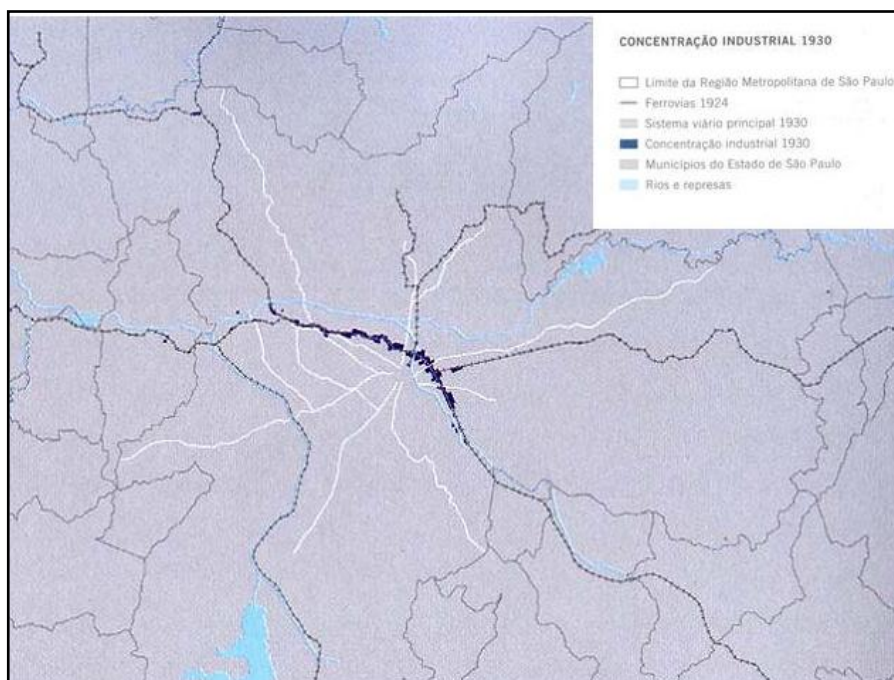 CONCENTRAÇÃO INDUSTRIAL 1930
Limite da Região Metropolitana de São Paulo
Ferrovias 1924
Sistema viário principal 1930
Concentração industrial 1930
Municípios do Estado de São Paulo
Rios e represas